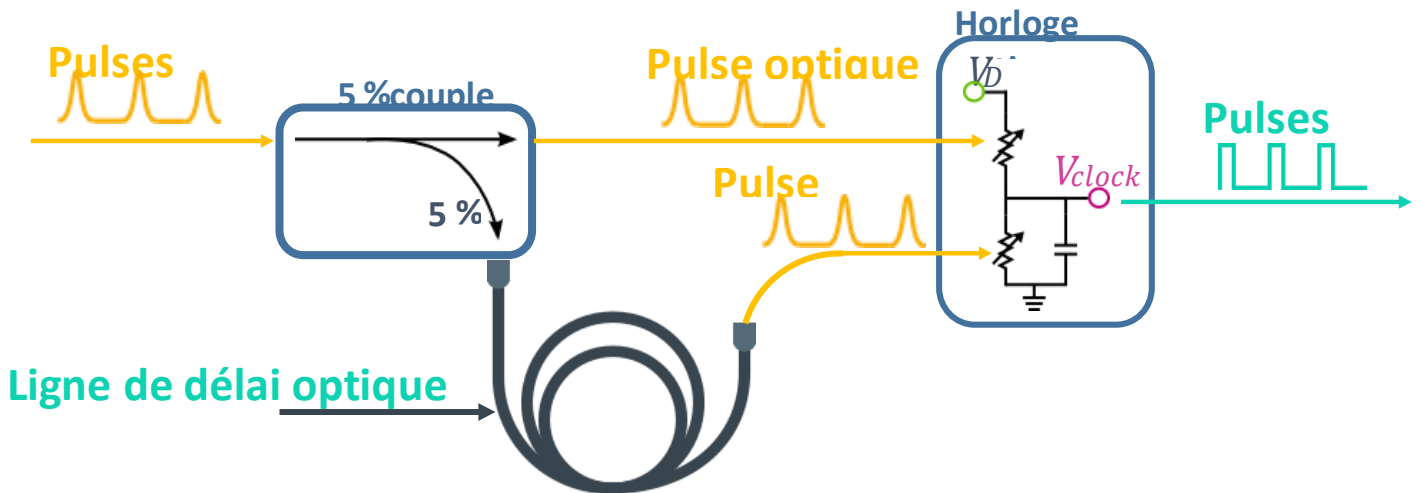 Pulses
5 %couple
5 %
Ligne de délai optique
Pulse optique
Pulse
Horloge
V_D
V_clock
Pulses